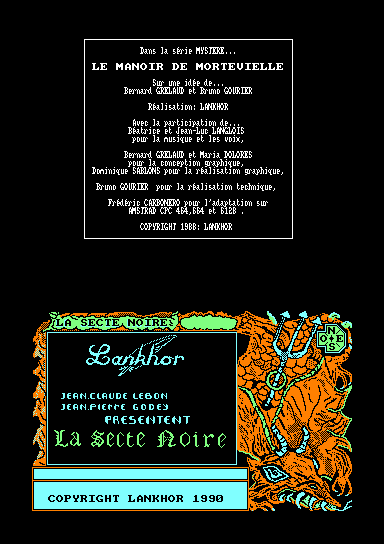 Dans la série MYSTERE...
LE MANOIR DE MORTEVIELLE
Sur une idée de...
Bernard GRELAUD et Bruno GOURIER
Réalisation: LANKHOR
Avec la participation de...
Béatrice et Jean-Luc LANGLOIS
pour la musique et les voix,
Bernard GRELAUD et Maria DOLORES
pour la conception graphique,
Dominique SABLONS pour la réalisation graphique,
Bruno GOURIER pour la réalisation technique,
Frédéric CARBONERO pour l'adaptation sur
AMSTRAD CPC 464,664 et 6128 .
COPYRIGHT 1988: LANKHOR
LA SECTE NOIRE
N
O E
S
Lankhor
JEAN.CLAUDE LEBON
JEAN.PIERRE GODEY
PRESENTENT
La Secte Noire
COPYRIGHT LANKHOR 1990